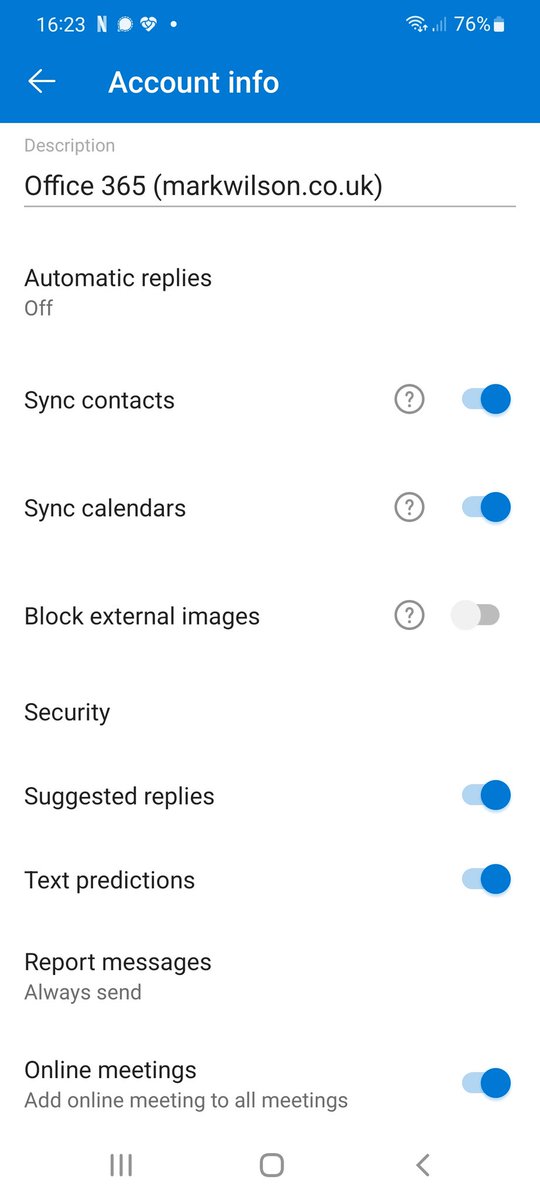 16:23
76%
Account info
Description
Office 365 (markwilson.co.uk)
Automatic replies
Off
Sync contacts
?
Sync calendars
?
Block external images
?
Security
Suggested replies
Text predictions
Report messages
Always send
Online meetings
Add online meeting to all meetings